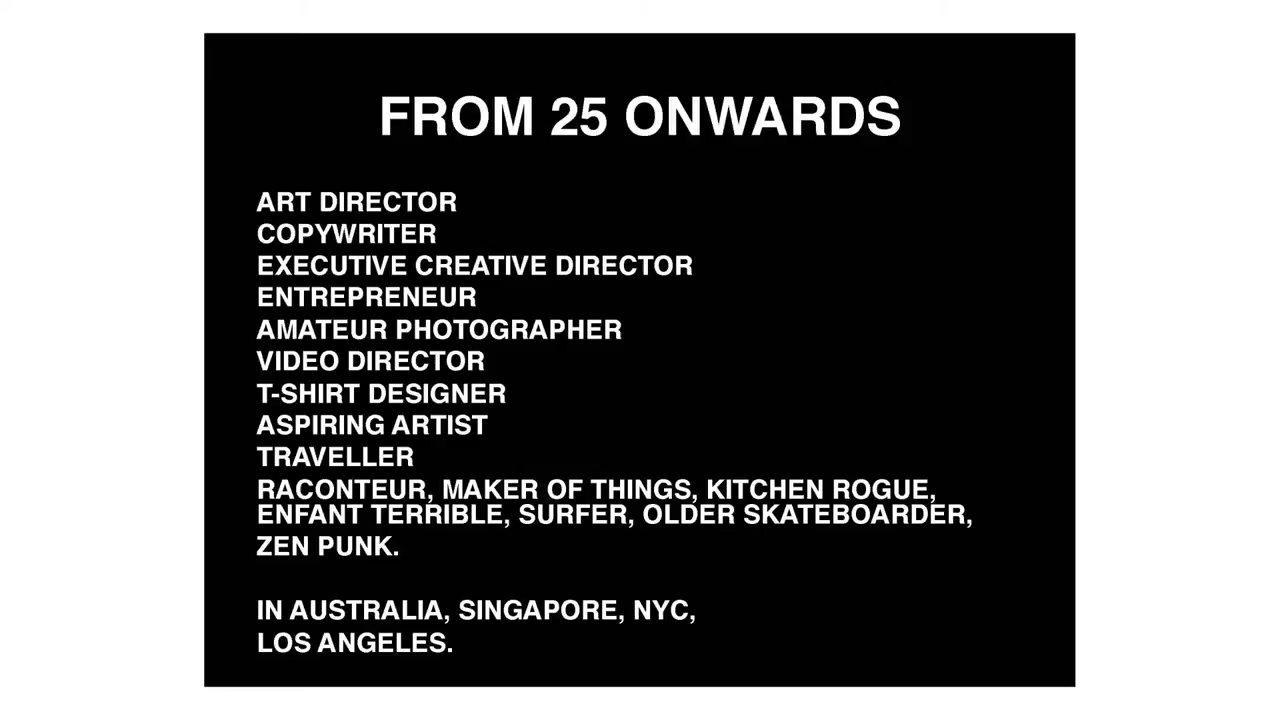 FROM 25 ONWARDS
ART DIRECTOR
COPYWRITER
EXECUTIVE CREATIVE DIRECTOR
ENTREPRENEUR
AMATEUR PHOTOGRAPHER
VIDEO DIRECTOR
T-SHIRT DESIGNER
ASPIRING ARTIST
TRAVELLER
RACONTEUR, MAKER OF THINGS, KITCHEN ROGUE,
ENFANT TERRIBLE, SURFER, OLDER SKATEBOARDER,
ZEN PUNK.
IN AUSTRALIA, SINGAPORE, NYC,
LOS ANGELES.